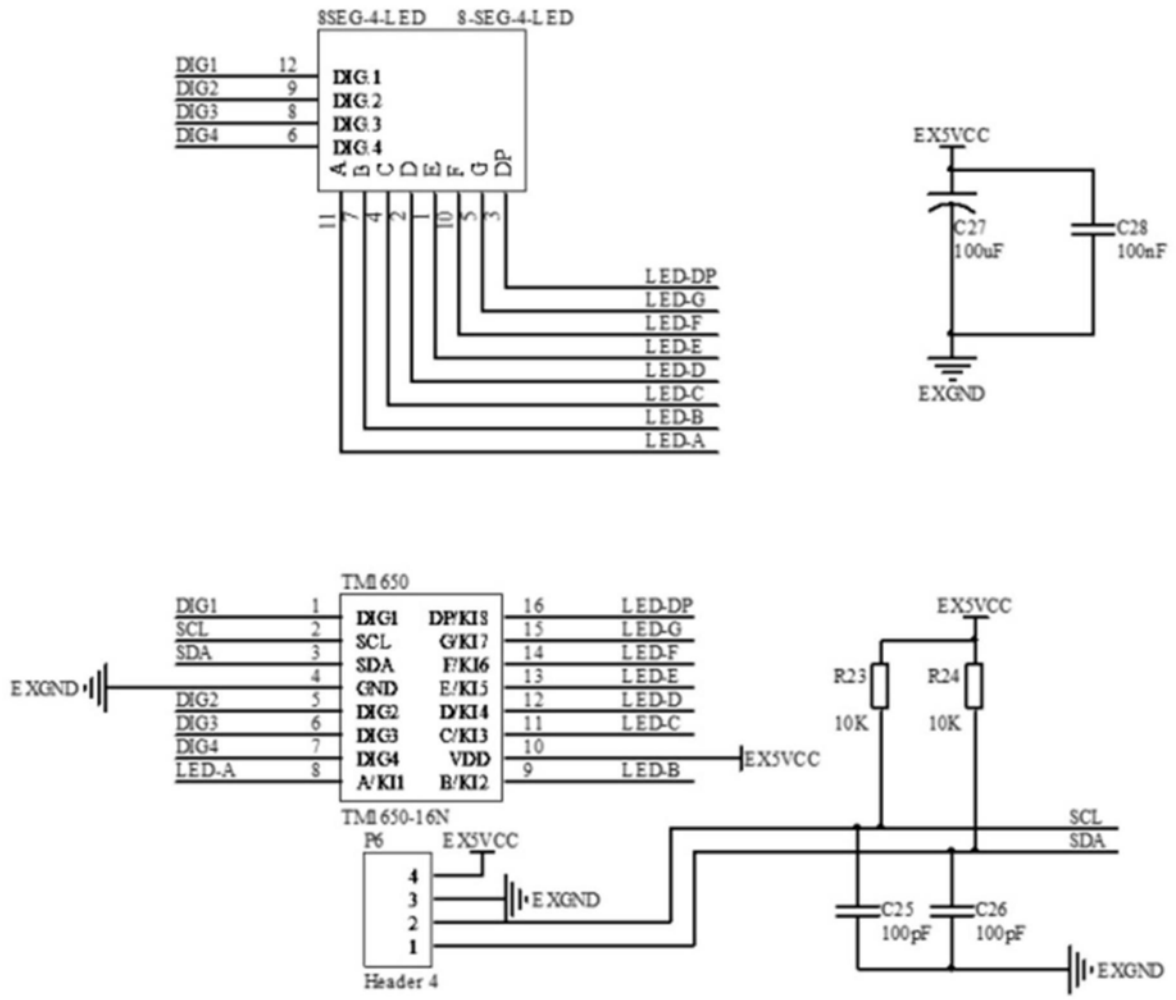 8SEG-4-LED 8-SEG-4-LED
DIG1 12 DIG.1
DIG2 9 DIG.2
DIG3 8 DIG.3
DIG4 6 DIG.4
A B C D E F G DP
11 7 4 2 1 10 5 3
LED-DP
LED-G
LED-F
LED-E
LED-D
LED-C
LED-B
LED-A
EX5VCC
C27
100uF
C28
100nF
EXGND
TM1650
DIG1 1 DIG1 DP/KI8 16 LED-DP
SCL 2 SCL G/KI7 15 LED-G
SDA 3 SDA F/KI6 14 LED-F
EXGND 4 GND E/KI5 13 LED-E
DIG2 5 DIG2 D/KI4 12 LED-D
DIG3 6 DIG3 C/KI3 11 LED-C
DIG4 7 DIG4 VDD 10 EX5VCC
LED-A 8 A/KI1 B/KI2 9 LED-B
TM1650-16N
EX5VCC
R23 R24
10K 10K
SCL
SDA
P6 EX5VCC
4
3 EXGND
2
1
Header 4
C25 C26
100pF 100pF
EXGND